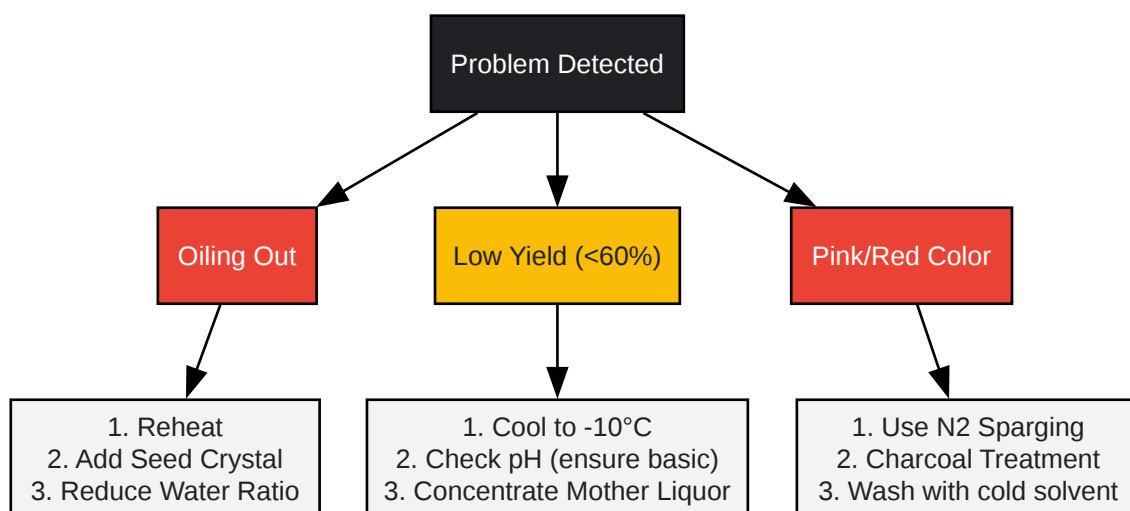 Problem Detected
Oiling Out
Low Yield (<60%)
Pink/Red Color
1. Reheat
2. Add Seed Crystal
3. Reduce Water Ratio
1. Cool to -10°C
2. Check pH (ensure basic)
3. Concentrate Mother Liquor
1. Use N2 Sparging
2. Charcoal Treatment
3. Wash with cold solvent